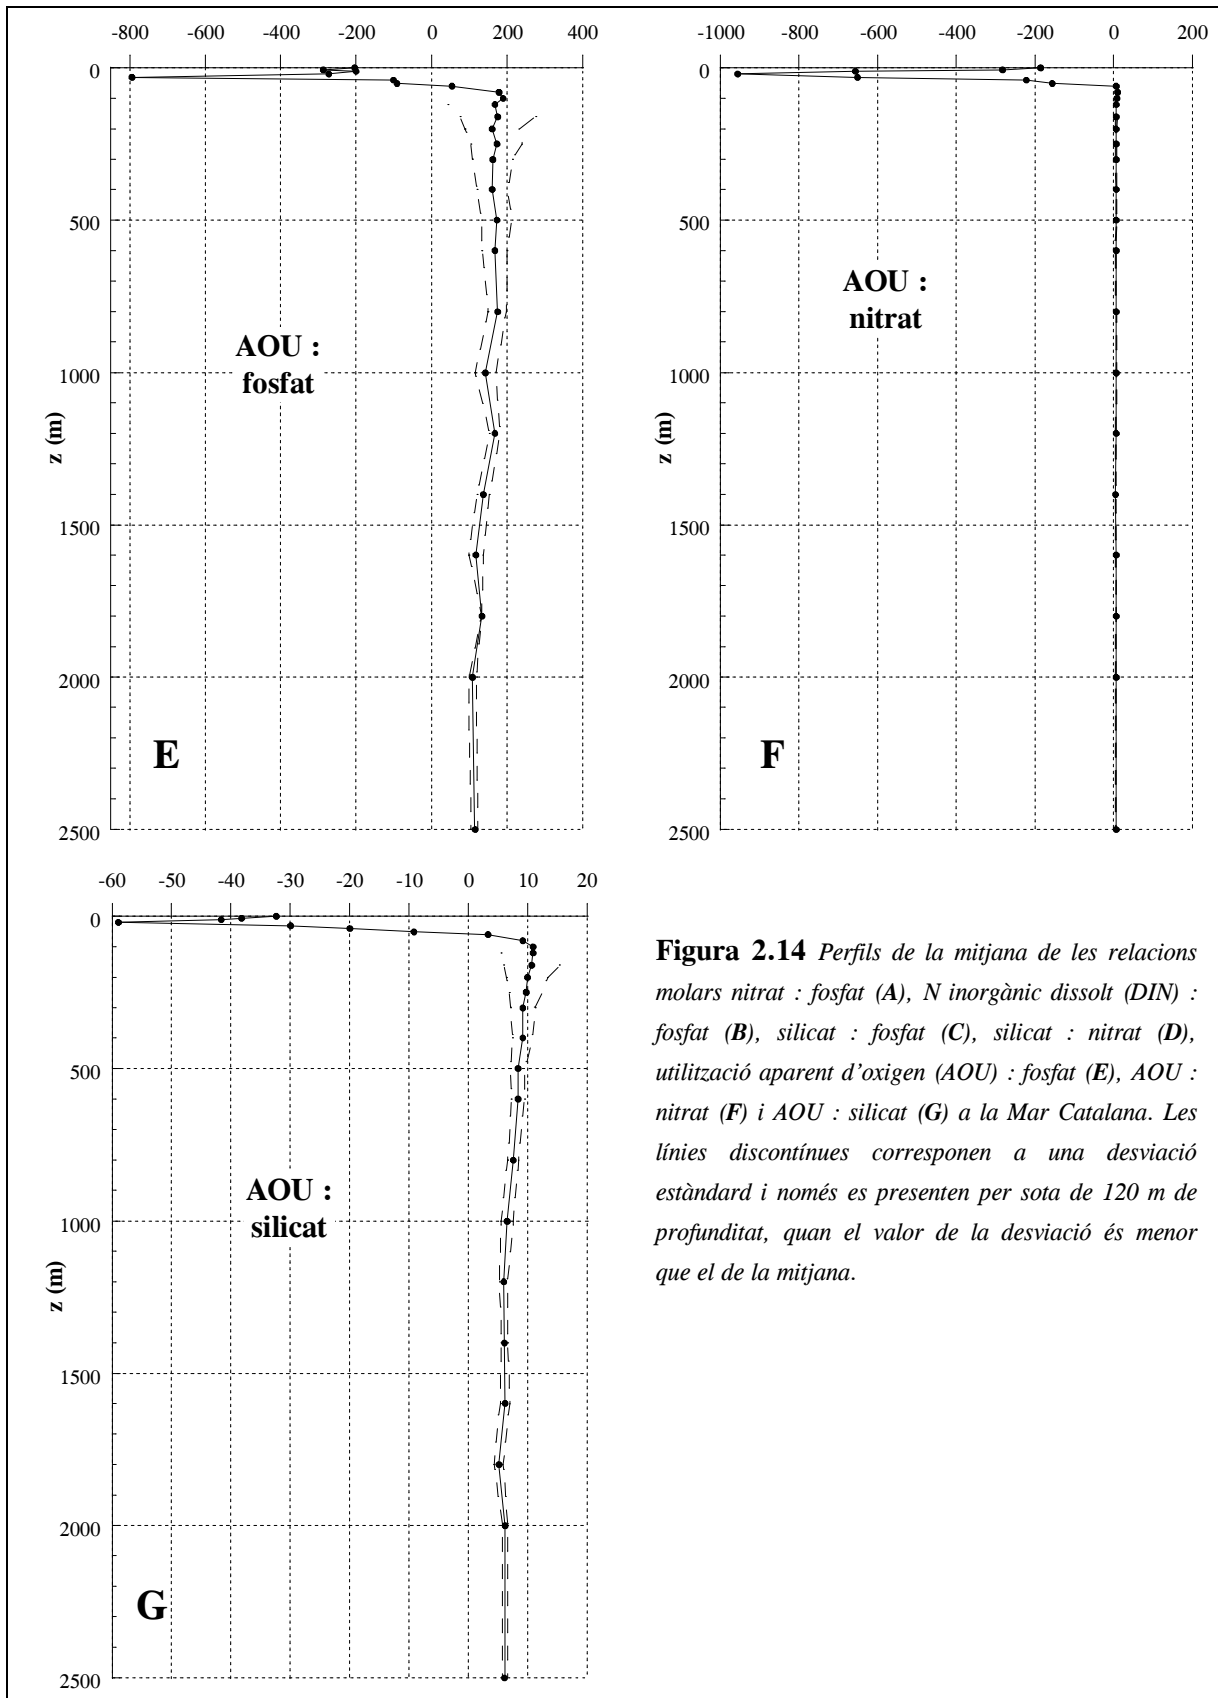 -800 -600 -400 -200 0 200 400
0
500
1000
1500
2000
2500
z (m)
AOU :
fosfat
E
-1000 -800 -600 -400 -200 0 200
0
500
1000
1500
2000
2500
z (m)
AOU :
nitrat
F
-60 -50 -40 -30 -20 -10 0 10 20
0
500
1000
1500
2000
2500
z (m)
AOU :
silicat
G
Figura 2.14 Perfils de la mitjana de les relacions
molars nitrat : fosfat (A), N inorgànic dissolt (DIN) :
fosfat (B), silicat : fosfat (C), silicat : nitrat (D),
utilització aparent d’oxigen (AOU) : fosfat (E), AOU :
nitrat (F) i AOU : silicat (G) a la Mar Catalana. Les
línies discontínues corresponen a una desviació
estàndard i només es presenten per sota de 120 m de
profunditat, quan el valor de la desviació és menor
que el de la mitjana.